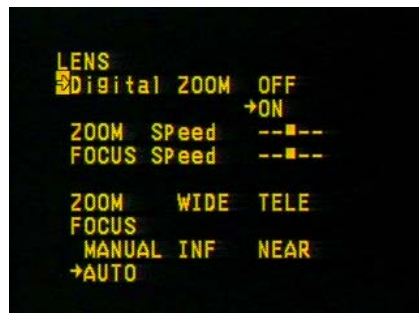 LENS
→Digital ZOOM OFF
→ON
ZOOM SPeed --■--
FOCUS SPeed --■--
ZOOM WIDE TELE
FOCUS
MANUAL INF NEAR
→AUTO